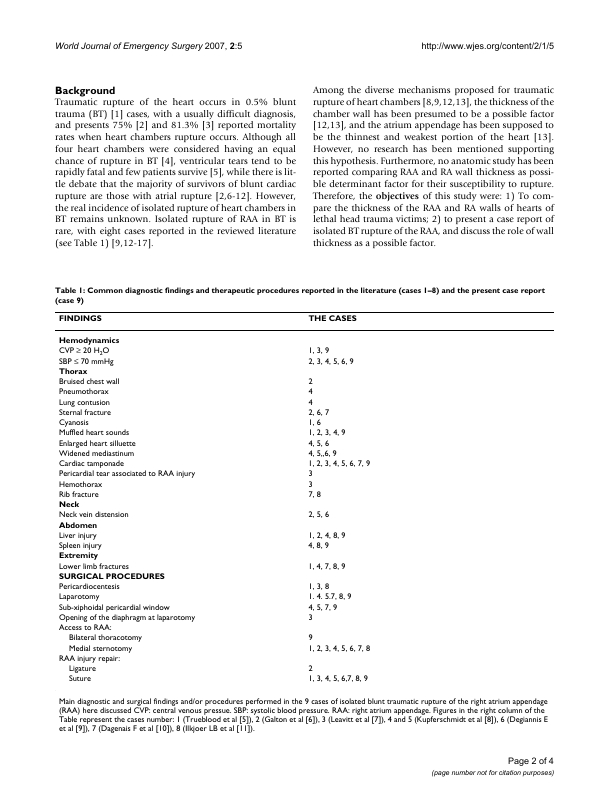 World Journal of Emergency Surgery 2007, 2:5
http://www.wjes.org/content/2/1/5
Background
Traumatic rupture of the heart occurs in 0.5% blunt
trauma (BT) [1] cases, with a usually difficult diagnosis,
and presents 75% [2] and 81.3% [3] reported mortality
rates when heart chambers rupture occurs. Although all
four heart chambers were considered having an equal
chance of rupture in BT [4], ventricular tears tend to be
rapidly fatal and few patients survive [5], while there is lit-
tle debate that the majority of survivors of blunt cardiac
rupture are those with atrial rupture [2,6-12]. However,
the real incidence of isolated rupture of heart chambers in
BT remains unknown. Isolated rupture of RAA in BT is
rare, with eight cases reported in the reviewed literature
(see Table 1) [9,12-17].
Among the diverse mechanisms proposed for traumatic
rupture of heart chambers [8,9,12,13], the thickness of the
chamber wall has been presumed to be a possible factor
[12,13], and the atrium appendage has been supposed to
be the thinnest and weakest portion of the heart [13].
However, no research has been mentioned supporting
this hypothesis. Furthermore, no anatomic study has been
reported comparing RAA and RA wall thickness as possi-
ble determinant factor for their susceptibility to rupture.
Therefore, the objectives of this study were: 1) To com-
pare the thickness of the RAA and RA walls of hearts of
lethal head trauma victims; 2) to present a case report of
isolated BT rupture of the RAA, and discuss the role of wall
thickness as a possible factor.
Table 1: Common diagnostic findings and therapeutic procedures reported in the literature (cases 1–8) and the present case report
(case 9)
FINDINGS THE CASES
Hemodynamics
CVP ≥ 20 H2O 1, 3, 9
SBP ≤ 70 mmHg 2, 3, 4, 5, 6, 9
Thorax
Bruised chest wall 2
Pneumothorax 4
Lung contusion 4
Sternal fracture 2, 6, 7
Cyanosis 1, 6
Muffled heart sounds 1, 2, 3, 4, 9
Enlarged heart silluette 4, 5, 6
Widened mediastinum 4, 5,,6, 9
Cardiac tamponade 1, 2, 3, 4, 5, 6, 7, 9
Pericardial tear associated to RAA injury 3
Hemothorax 3
Rib fracture 7, 8
Neck
Neck vein distension 2, 5, 6
Abdomen
Liver injury 1, 2, 4, 8, 9
Spleen injury 4, 8, 9
Extremity
Lower limb fractures 1, 4, 7, 8, 9
SURGICAL PROCEDURES
Pericardiocentesis 1, 3, 8
Laparotomy 1. 4. 5.7, 8, 9
Sub-xiphoidal pericardial window 4, 5, 7, 9
Opening of the diaphragm at laparotomy 3
Access to RAA:
Bilateral thoracotomy 9
Medial sternotomy 1, 2, 3, 4, 5, 6, 7, 8
RAA injury repair:
Ligature 2
Suture 1, 3, 4, 5, 6,7, 8, 9
Main diagnostic and surgical findings and/or procedures performed in the 9 cases of isolated blunt traumatic rupture of the right atrium appendage
(RAA) here discussed CVP: central venous pressue. SBP: systolic blood pressure. RAA: right atrium appendage. Figures in the right column of the
Table represent the cases number: 1 (Trueblood et al [5]), 2 (Galton et al [6]), 3 (Leavitt et al [7]), 4 and 5 (Kupferschmidt et al [8]), 6 (Degiannis E
et al [9]), 7 (Dagenais F et al [10]), 8 (Ilkjoer LB et al [11]).
Page 2 of 4
(page number not for citation purposes)